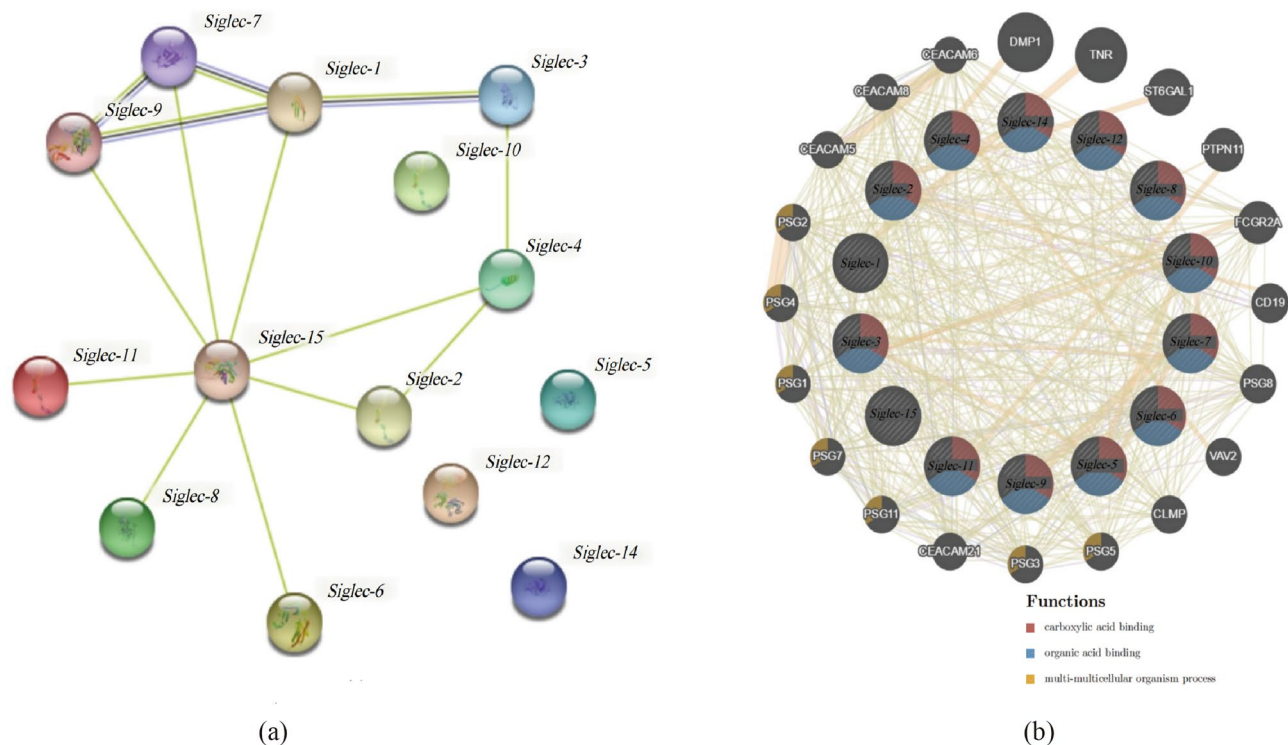 Siglec-7
Siglec-1
Siglec-3
Siglec-9
Siglec-10
Siglec-4
Siglec-15
Siglec-11
Siglec-2
Siglec-5
Siglec-12
Siglec-8
Siglec-14
Siglec-6
(a)
DMP1
TNR
CEACAM6
ST6GAL1
CEACAM8
Siglec-14
Siglec-4
Siglec-12
CEACAM5
PTPN11
Siglec-2
Siglec-8
PSG2
FCGR2A
Siglec-1
Siglec-10
PSG4
CD19
Siglec-3
Siglec-7
PSG1
PSG8
Siglec-15
Siglec-6
PSG7
VAV2
Siglec-11
Siglec-9
Siglec-5
PSG11
CLMP
CEACAM21
PSG3
PSG5
Functions
carboxylic acid binding
organic acid binding
multi-multicellular organism process
(b)